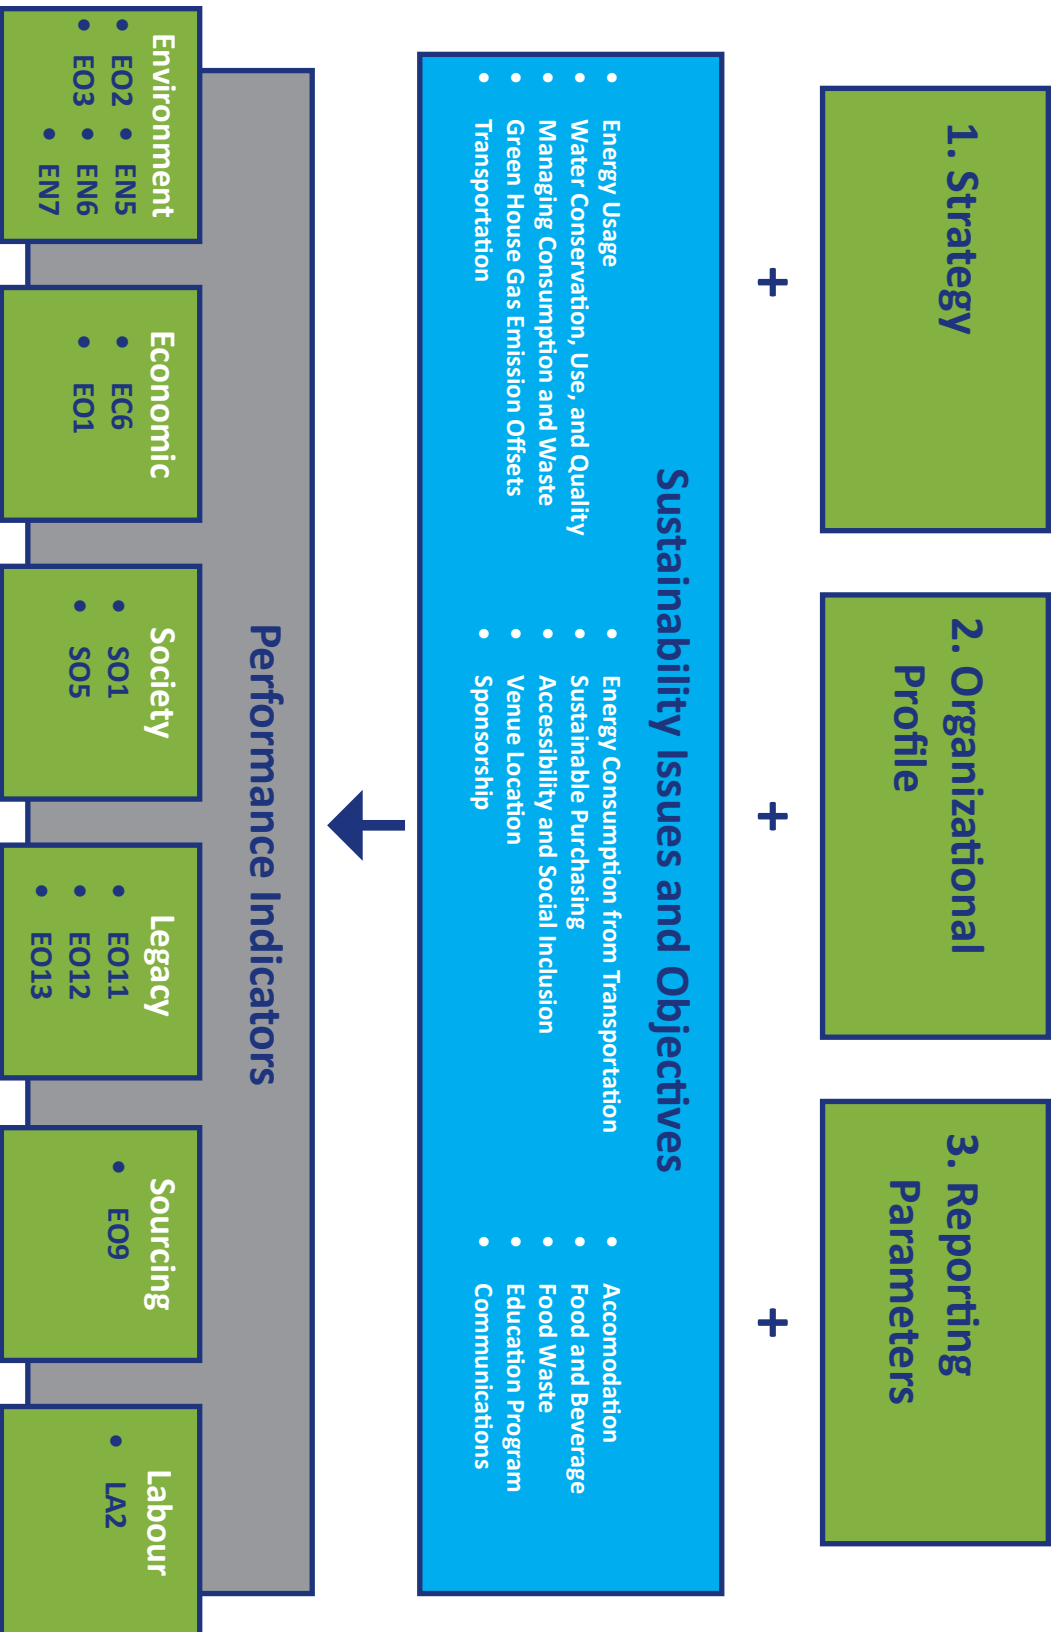 1. Strategy
2. Organizational
Profile
3. Reporting
Parameters
+
+
+
Sustainability Issues and Objectives
• Energy Usage
• Water Conservation, Use, and Quality
• Managing Consumption and Waste
• Green House Gas Emission Offsets
• Transportation
• Energy Consumption from Transportation
• Sustainable Purchasing
• Accessibility and Social Inclusion
• Venue Location
• Sponsorship
• Accomodation
• Food and Beverage
• Food Waste
• Education Program
• Communications
Performance Indicators
Environment
• EO2
• EO3
• EN5
• EN6
• EN7
Economic
• EC6
• EO1
Society
• SO1
• SO5
Legacy
• EO11
• EO12
• EO13
Sourcing
• EO9
Labour
• LA2